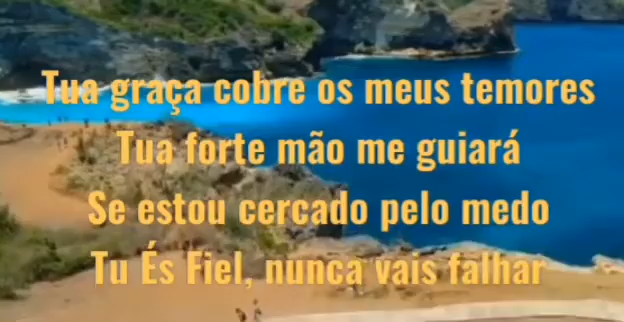 Tua graça cobre os meus temores
Tua forte mão me guiará
Se estou cercado pelo medo
Tu És Fiel, nunca vais falhar